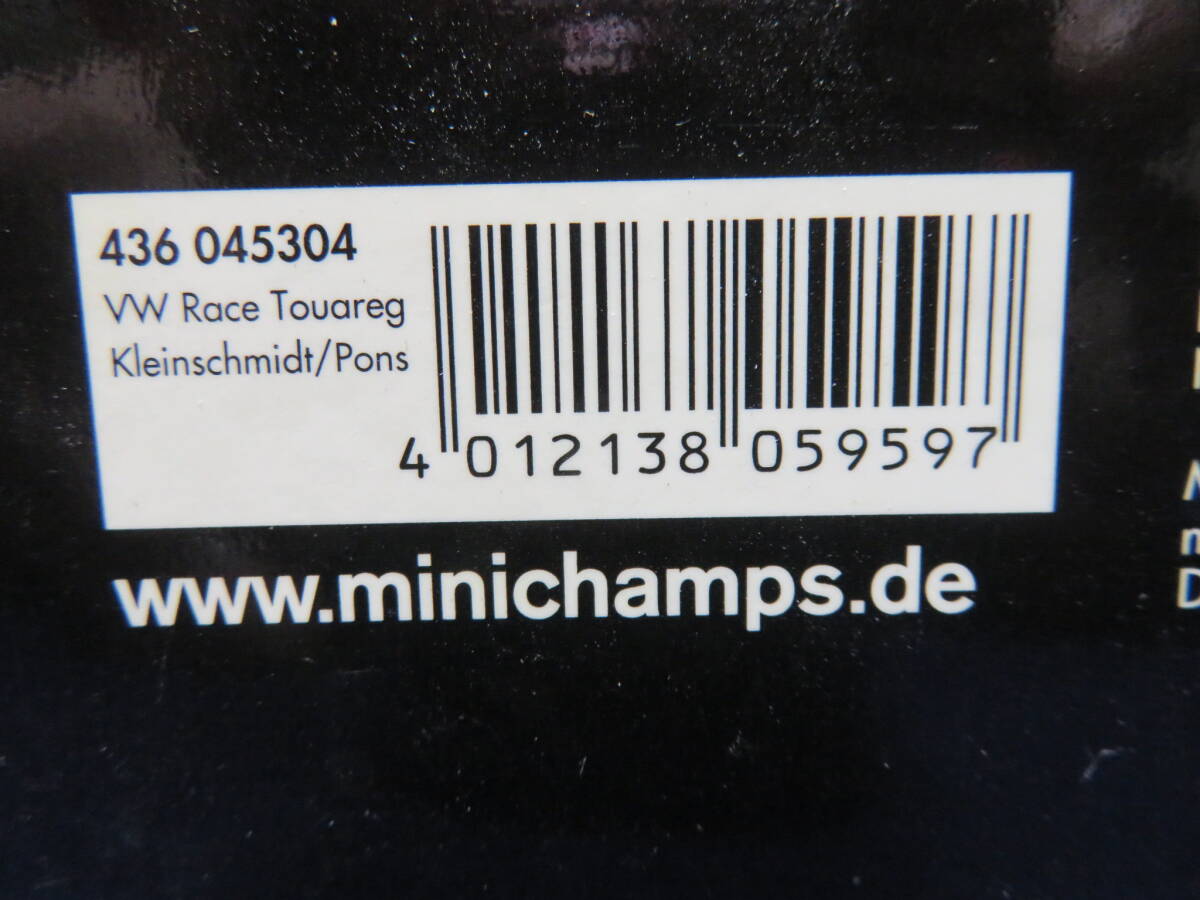 436 045304
VW Race Touareg
Kleinschmidt/Pons
4 012138 059597
www.minichamps.de